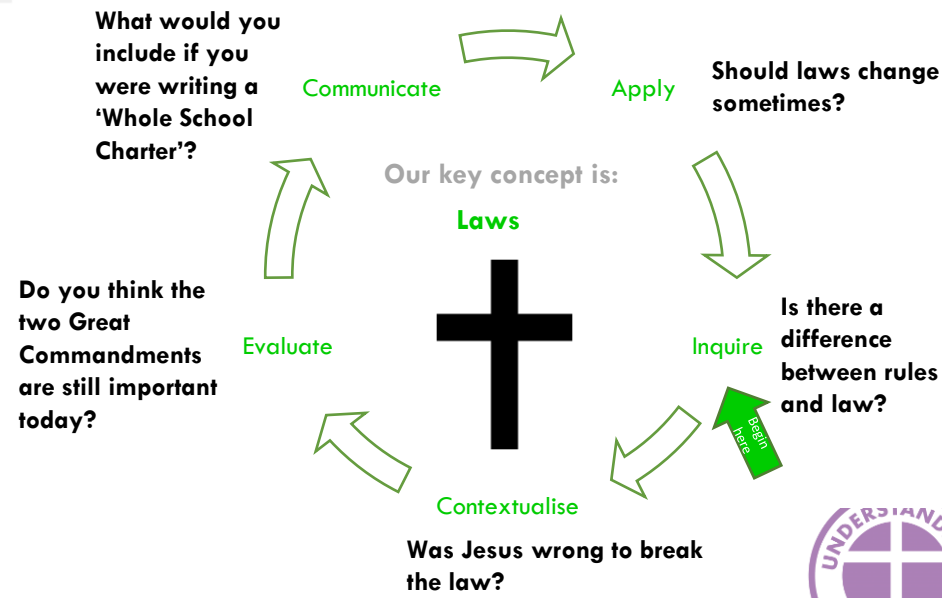 What would you
include if you
were writing a
‘Whole School
Charter’?
Communicate
Apply
Should laws change
sometimes?
Our key concept is:
Laws
Do you think the
two Great
Commandments
are still important
today?
Evaluate
Inquire
Is there a
difference
between rules
and law?
Begin
here
Contextualise
Was Jesus wrong to break
the law?